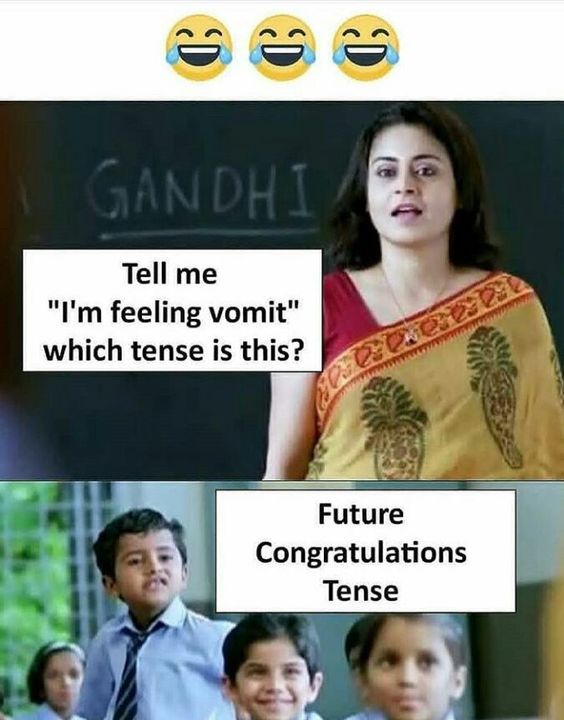 GANDHI
Tell me
"I'm feeling vomit"
which tense is this?
Future
Congratulations
Tense